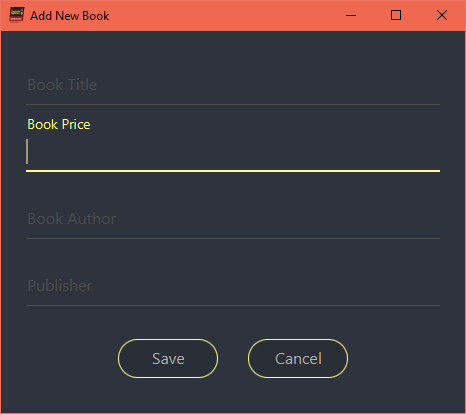 Add New Book
Book Title
Book Price
Book Author
Publisher
Save Cancel